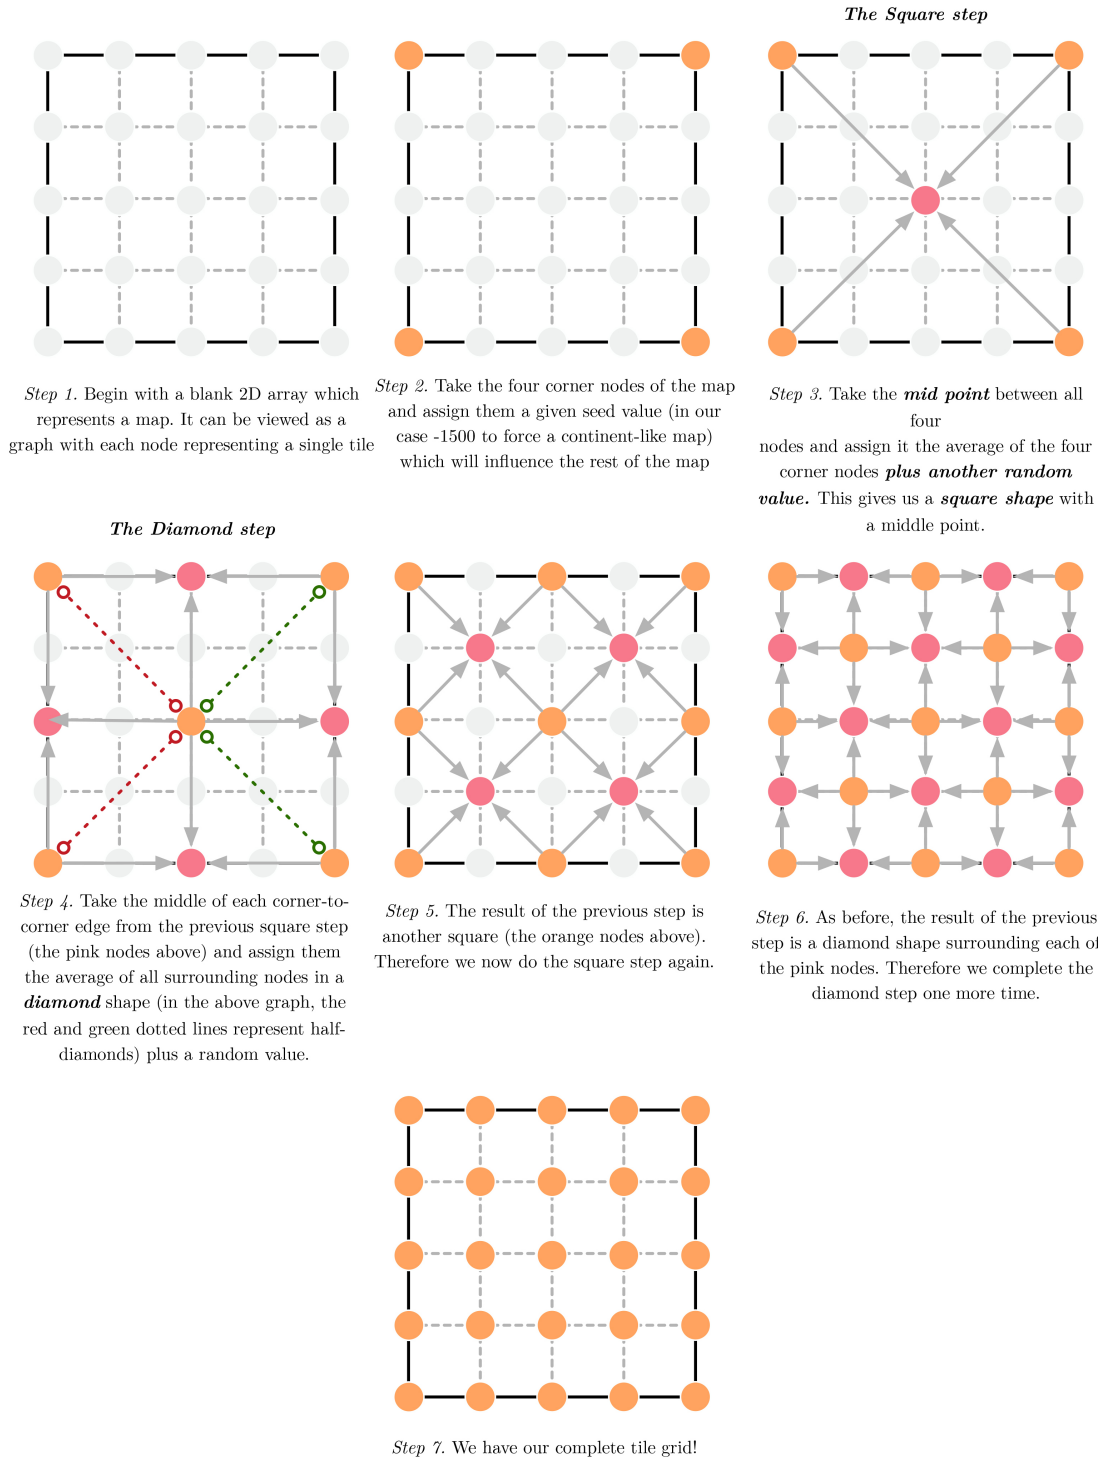 The Square step
Step 1. Begin with a blank 2D array which
represents a map. It can be viewed as a
graph with each node representing a single tile
Step 2. Take the four corner nodes of the map
and assign them a given seed value (in our
case -1500 to force a continent-like map)
which will influence the rest of the map
Step 3. Take the mid point between all
four
nodes and assign it the average of the four
corner nodes plus another random
value. This gives us a square shape with
a middle point.
The Diamond step
Step 4. Take the middle of each corner-to-
corner edge from the previous square step
(the pink nodes above) and assign them
the average of all surrounding nodes in a
diamond shape (in the above graph, the
red and green dotted lines represent half-
diamonds) plus a random value.
Step 5. The result of the previous step is
another square (the orange nodes above).
Therefore we now do the square step again.
Step 6. As before, the result of the previous
step is a diamond shape surrounding each of
the pink nodes. Therefore we complete the
diamond step one more time.
Step 7. We have our complete tile grid!